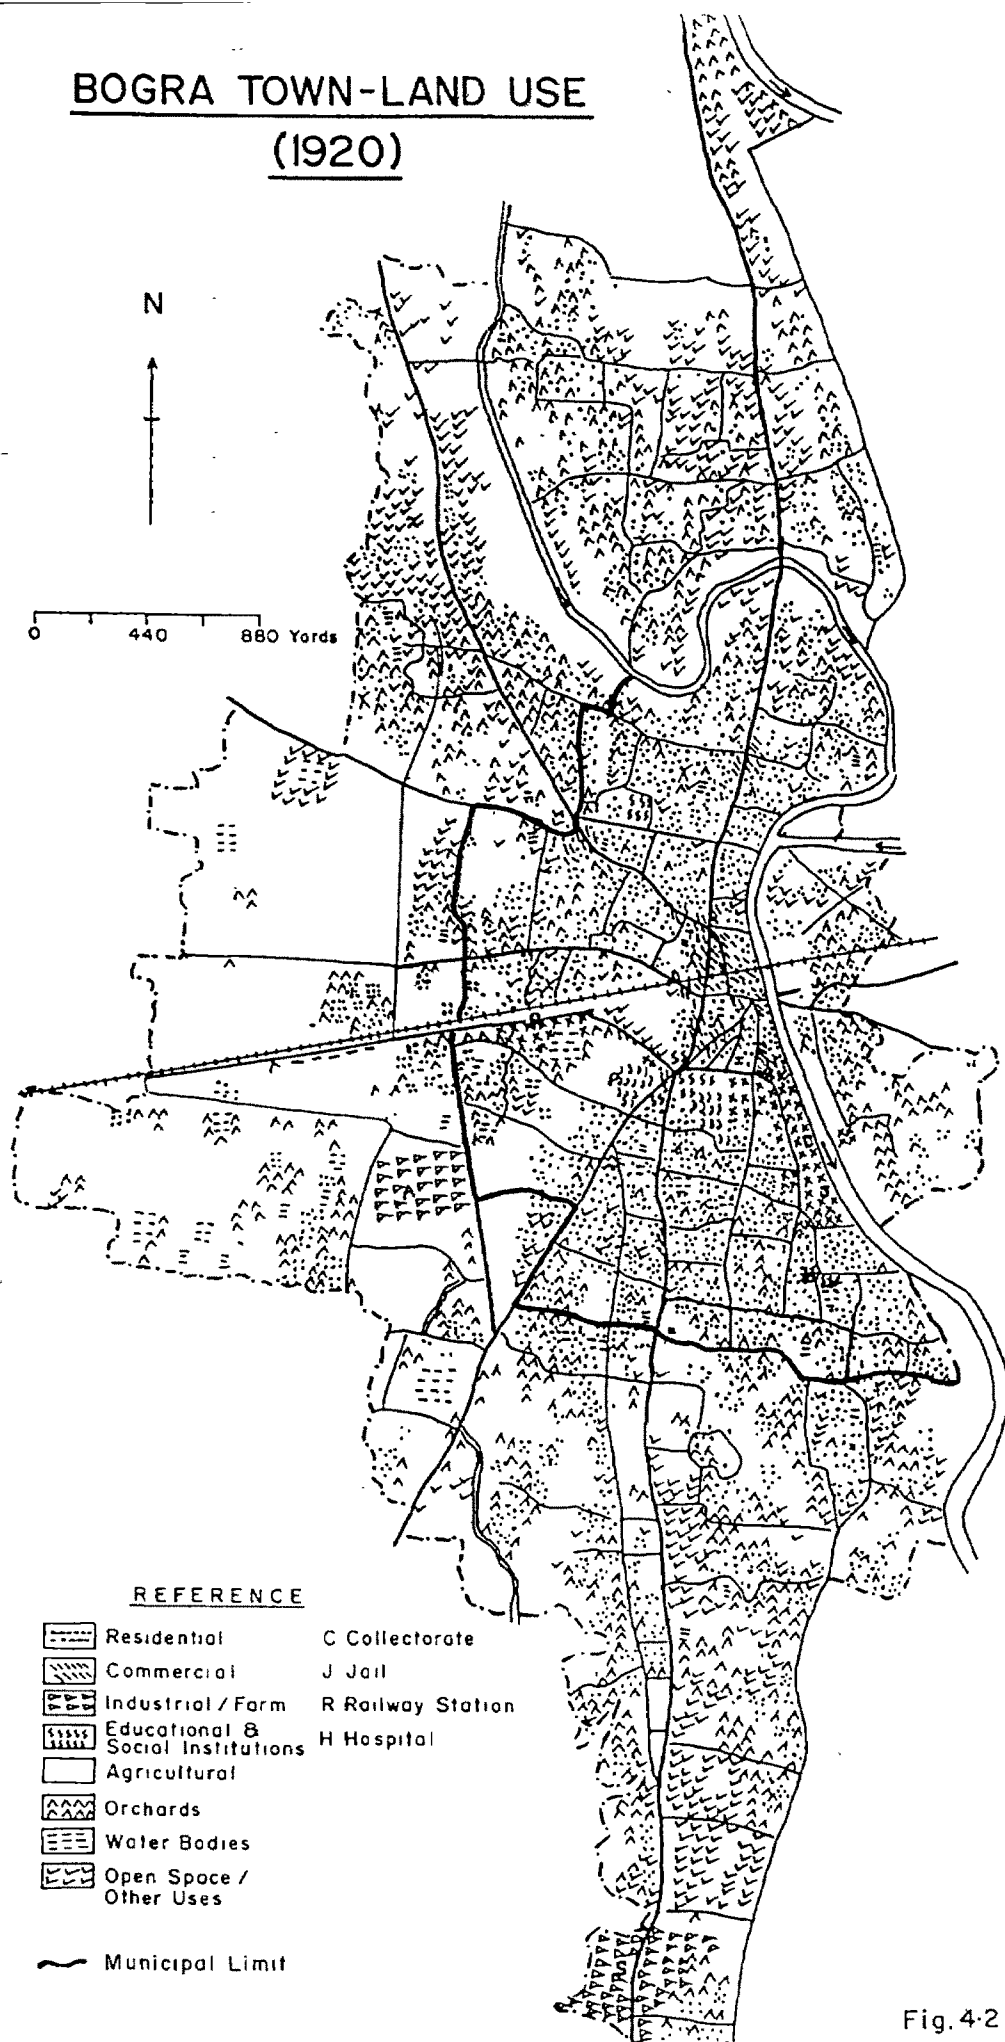 BOGRA TOWN-LAND USE
(1920)
N
0 440 880 Yards
R
REFERENCE
Residential
Commercial
Industrial / Farm
Educational &
Social Institutions
Agricultural
Orchards
Water Bodies
Open Space /
Other Uses
Municipal Limit
C Collectorate
J Jail
R Railway Station
H Hospital
Fig. 4·2